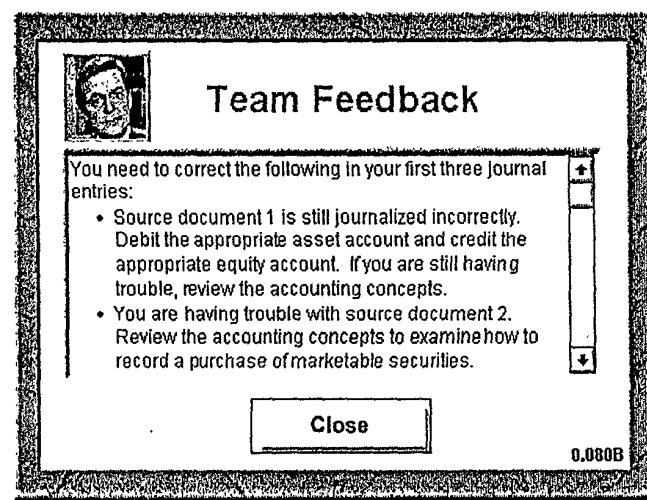 Team Feedback
You need to correct the following in your first three journal
entries:
• Source document 1 is still journalized incorrectly.
Debit the appropriate asset account and credit the
appropriate equity account. If you are still having
trouble, review the accounting concepts.
• You are having trouble with source document 2.
Review the accounting concepts to examine how to
record a purchase of marketable securities.
Close
0.080B